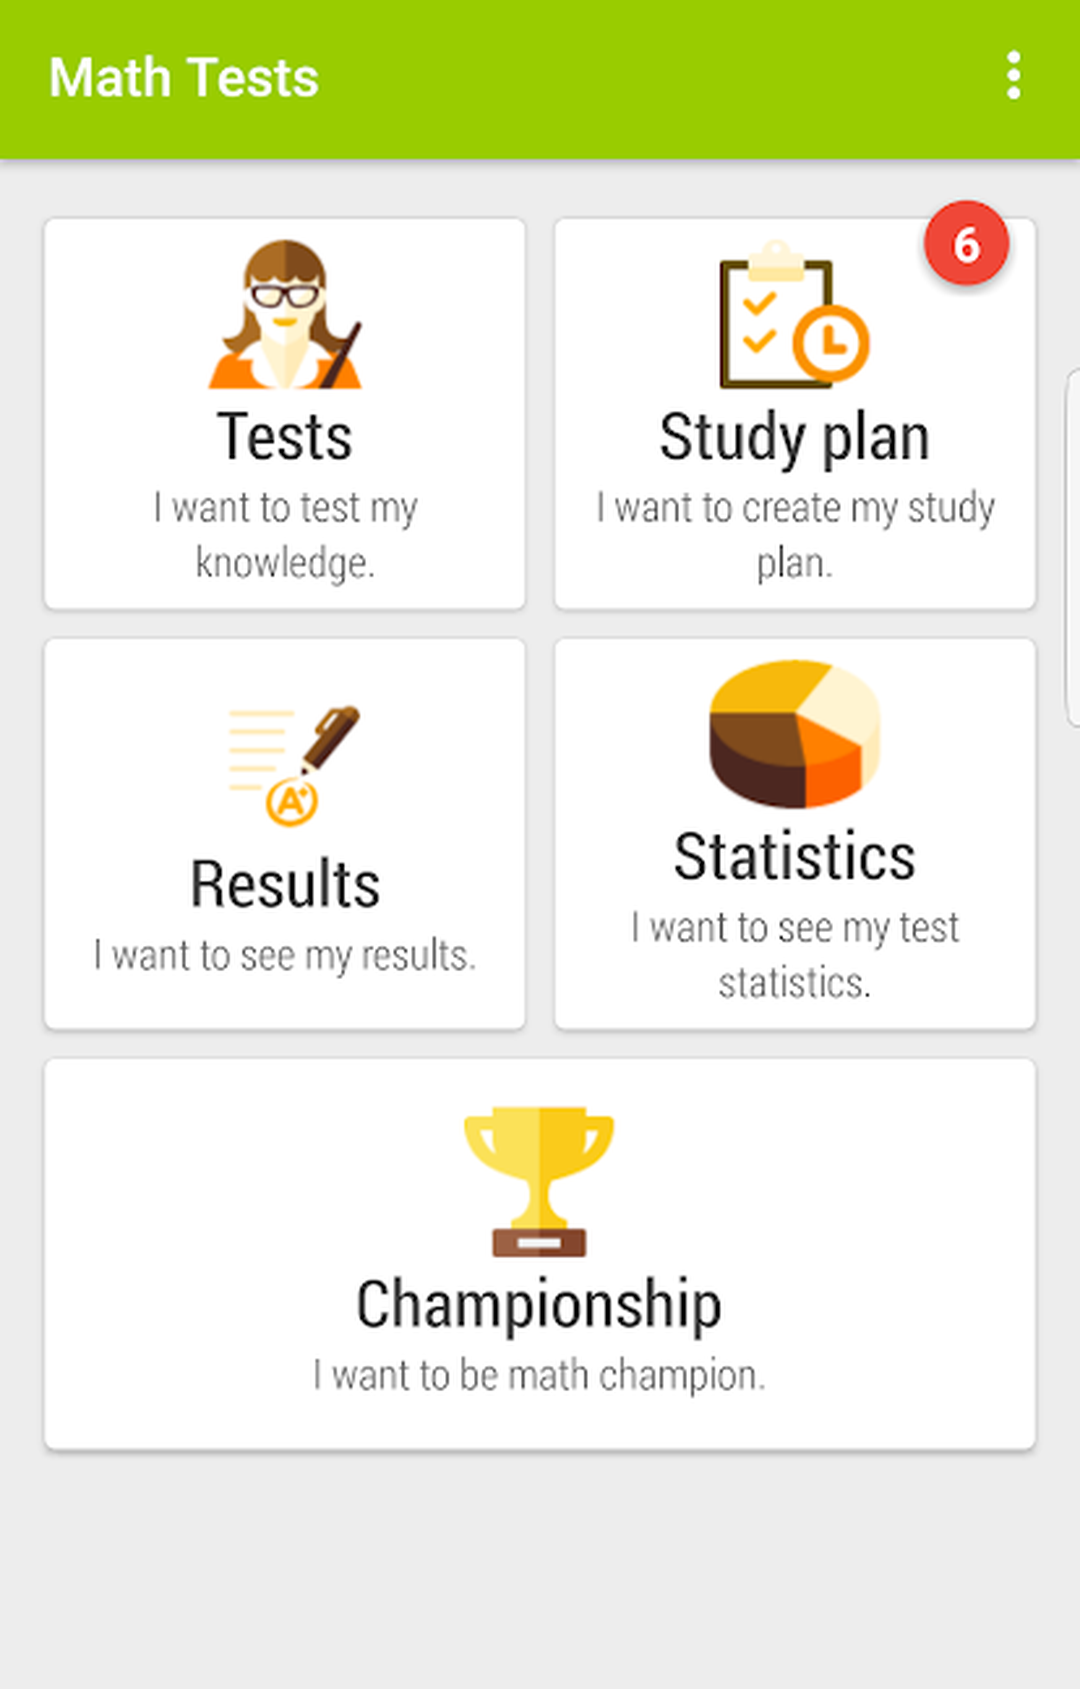 Math Tests
6
Tests
I want to test my
knowledge.
Study plan
I want to create my study
plan.
A+
Results
I want to see my results.
Statistics
I want to see my test
statistics.
Championship
I want to be math champion.